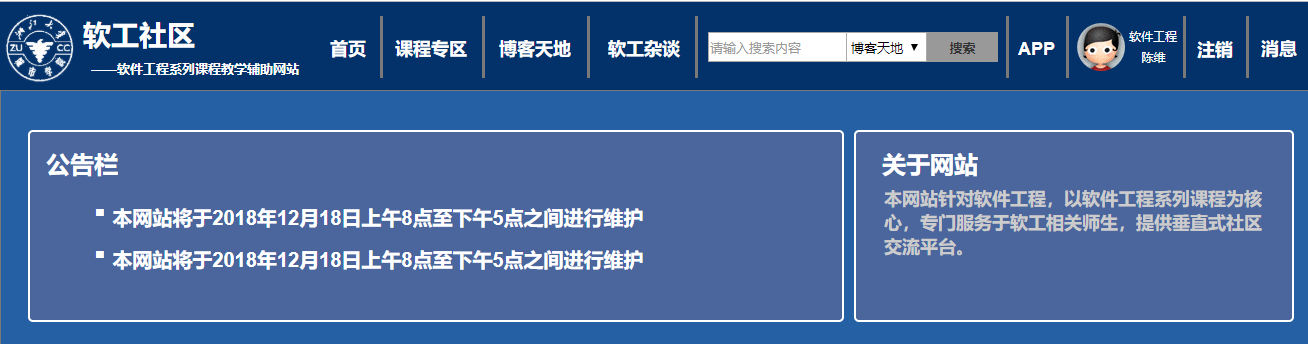 ZUCC
软工社区
——软件工程系列课程教学辅助网站
首页
课程专区
博客天地
软工杂谈
请输入搜索内容
博客天地
搜索
APP
软件工程
陈维
注销
消息
公告栏
本网站将于2018年12月18日上午8点至下午5点之间进行维护
本网站将于2018年12月18日上午8点至下午5点之间进行维护
关于网站
本网站针对软件工程，以软件工程系列课程为核
心，专门服务于软工相关师生，提供垂直式社区
交流平台。